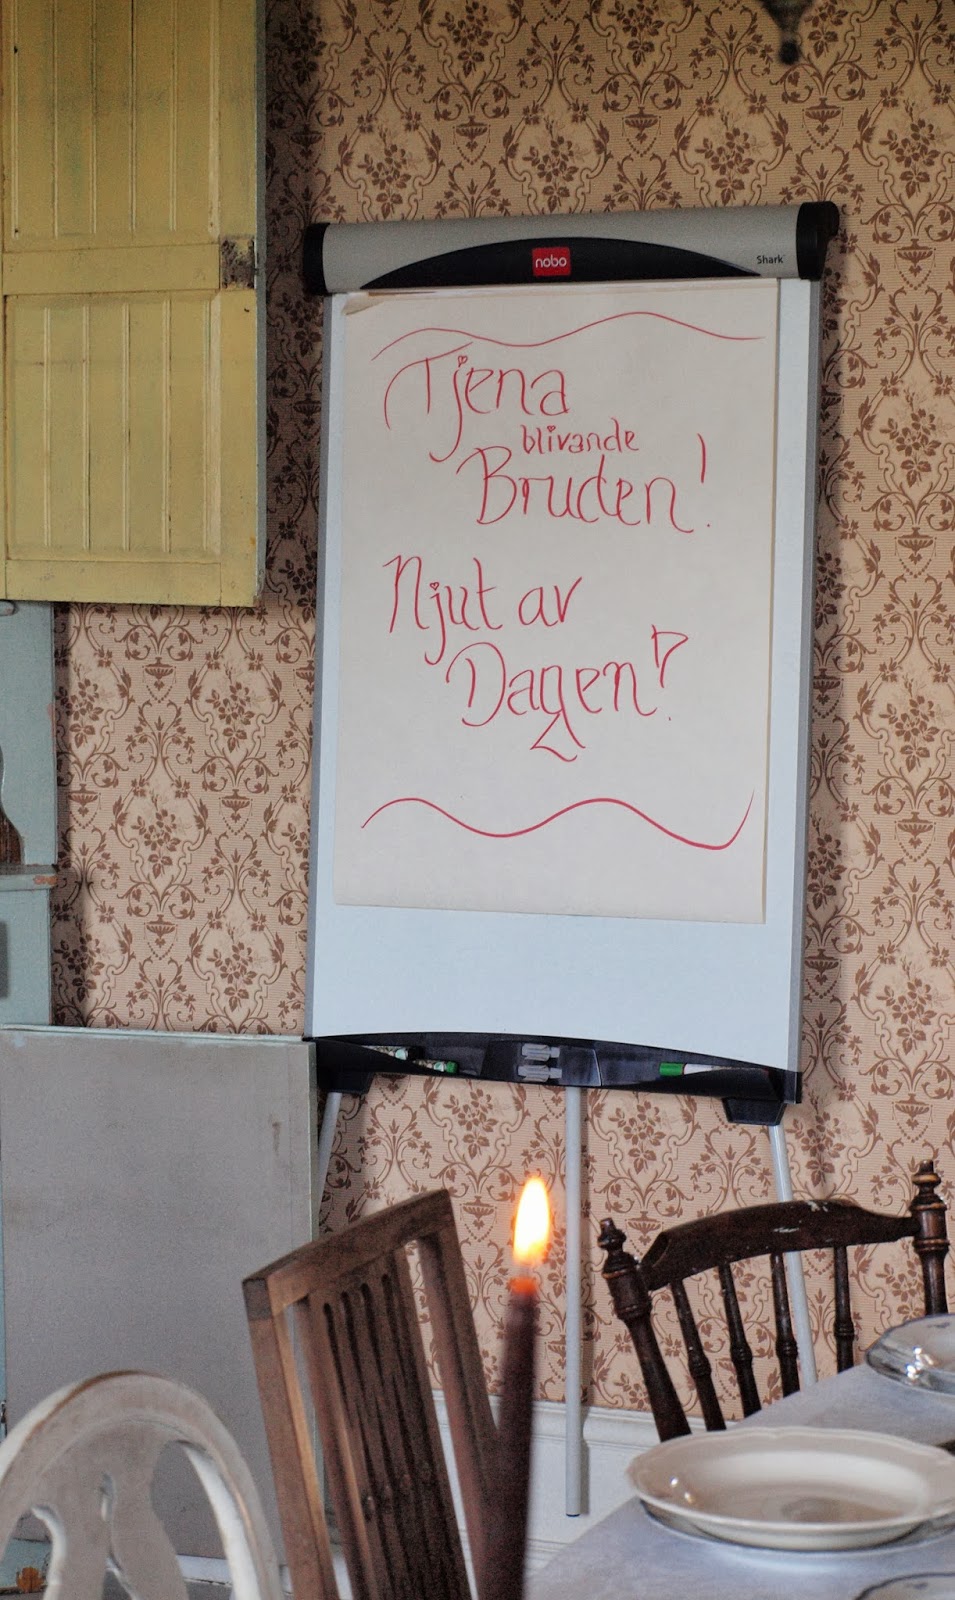 nobo
Shark
Tjena
blivande
Bruden!
Njut av
Dagen!